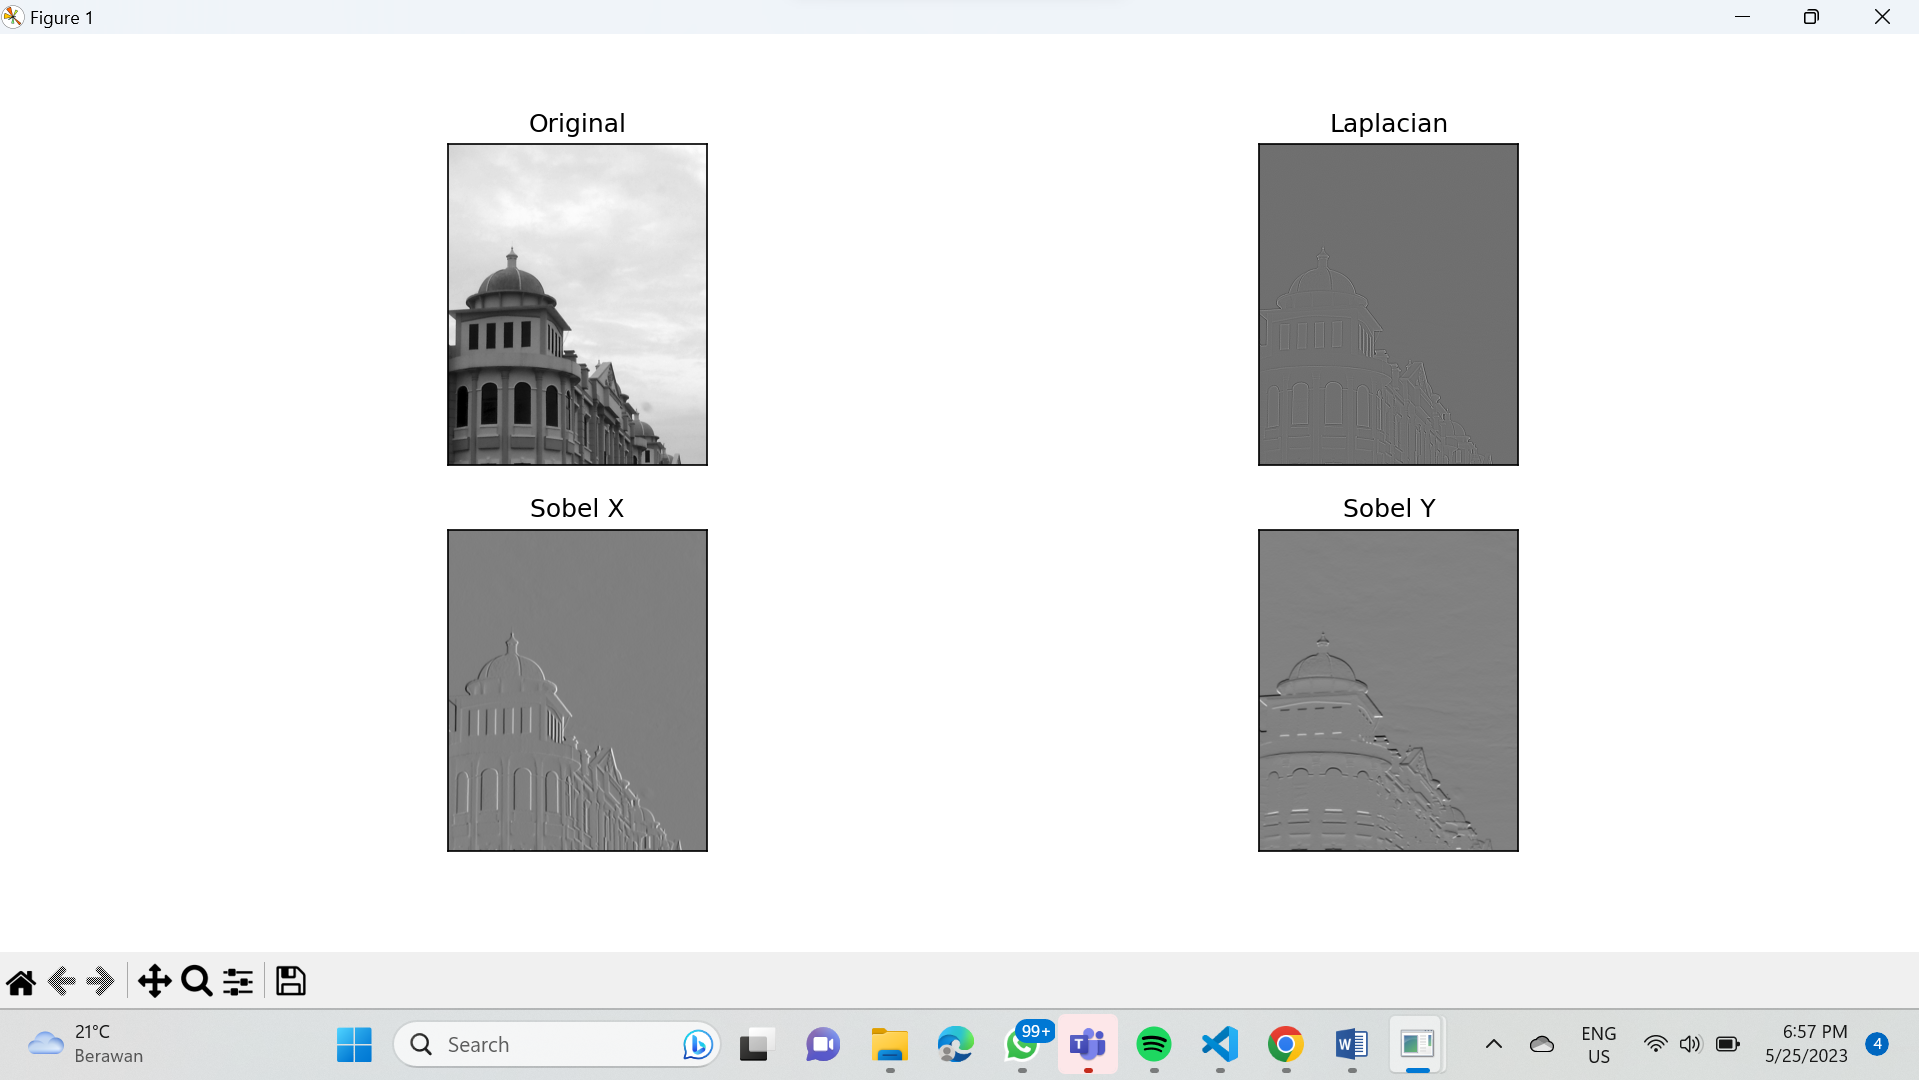 Figure 1
Original
Laplacian
Sobel X
Sobel Y
21°C
Berawan
Search
99+
ENG
US
6:57 PM
5/25/2023
4